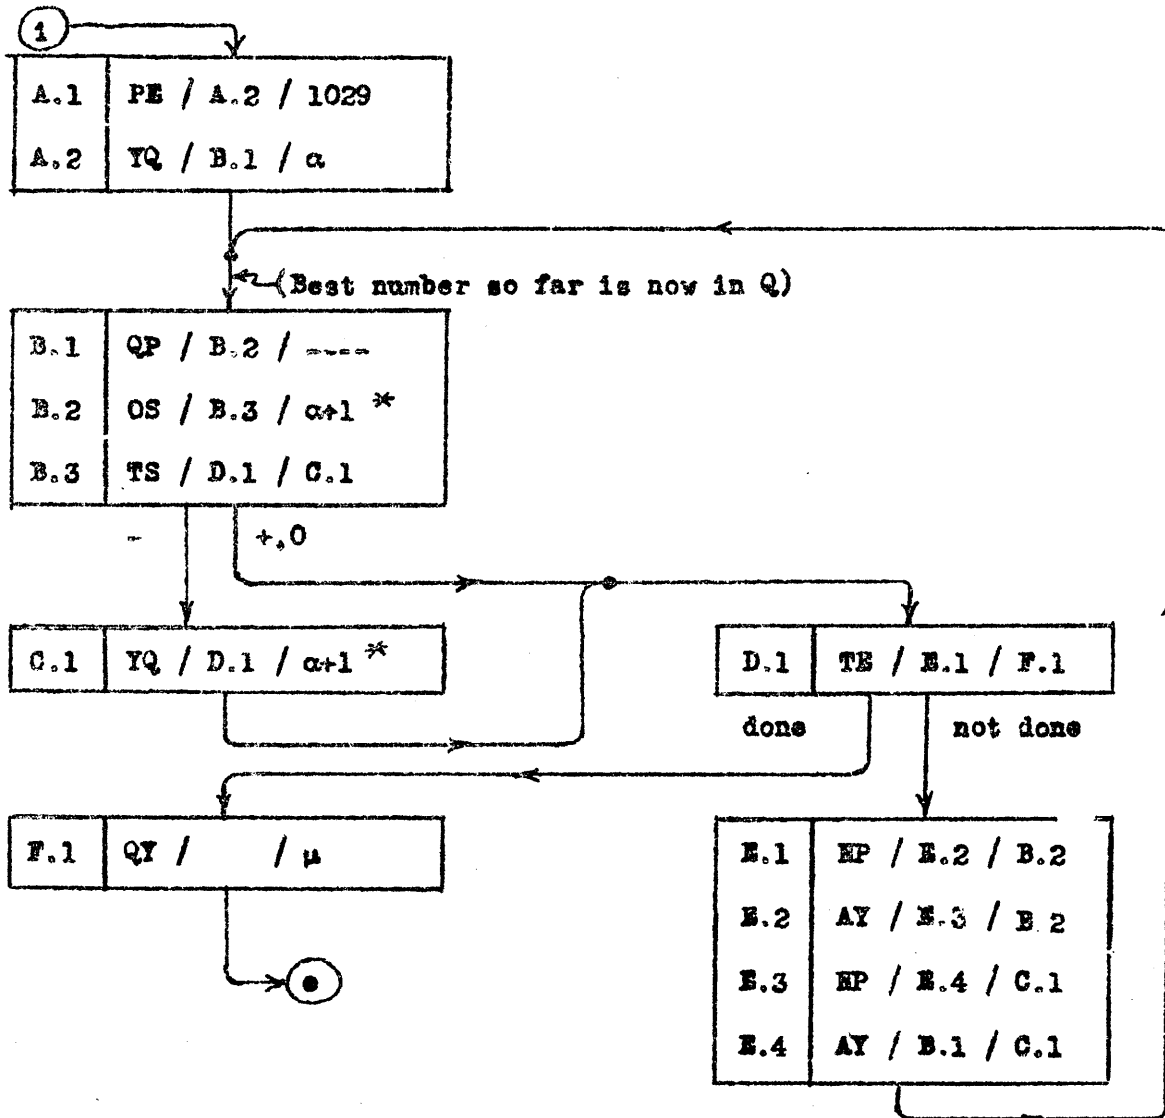 1
A.1 PE / A.2 / 1029
A.2 YQ / B.1 / α
(Best number so far is now in Q)
B.1 QP / B.2 / ----
B.2 OS / B.3 / α+1 *
B.3 TS / D.1 / C.1
- +,0
C.1 YQ / D.1 / α+1 *
D.1 TE / E.1 / F.1
done not done
F.1 QY / / μ
E.1 EP / E.2 / B.2
E.2 AY / E.3 / B 2
E.3 EP / E.4 / C.1
E.4 AY / B.1 / C.1